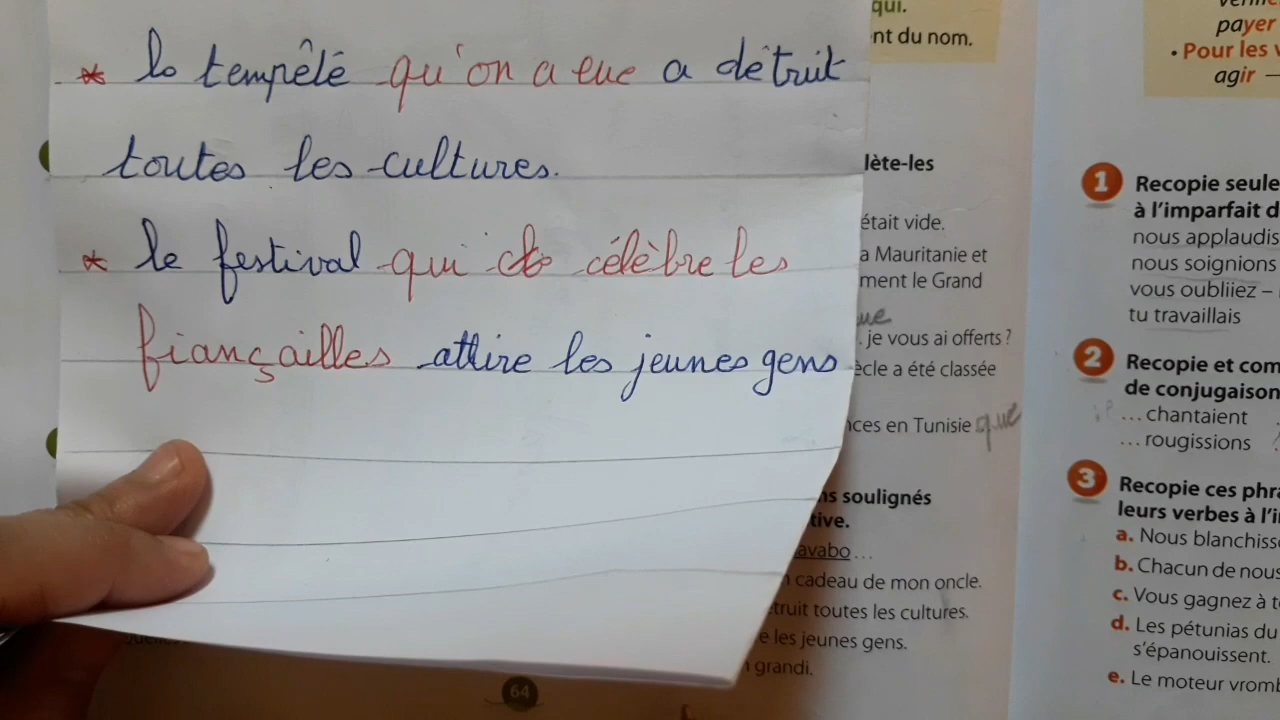 * la tempêté qu'on a eue a détruit
toutes les cultures.
* le festival qui célèbre les
fiançailles attire les jeunes gens
qui.
nt du nom.
lète-les
était vide.
a Mauritanie et
ment le Grand
que
je vous ai offerts ?
ècle a été classée
ces en Tunisie que
ns soulignés
tive.
avabo ...
cadeau de mon oncle.
truit toutes les cultures.
e les jeunes gens.
grandi.
64
payer
• Pour les v
agir —
1 Recopie seule
à l'imparfait d
nous applaudis
nous soignions
vous oubliiez –
tu travaillais
2 Recopie et com
de conjugaison
... chantaient
... rougissions
3 Recopie ces phra
leurs verbes à l'i
a. Nous blanchiss
b. Chacun de nous
c. Vous gagnez à t
d. Les pétunias du
s'épanouissent.
e. Le moteur vromb